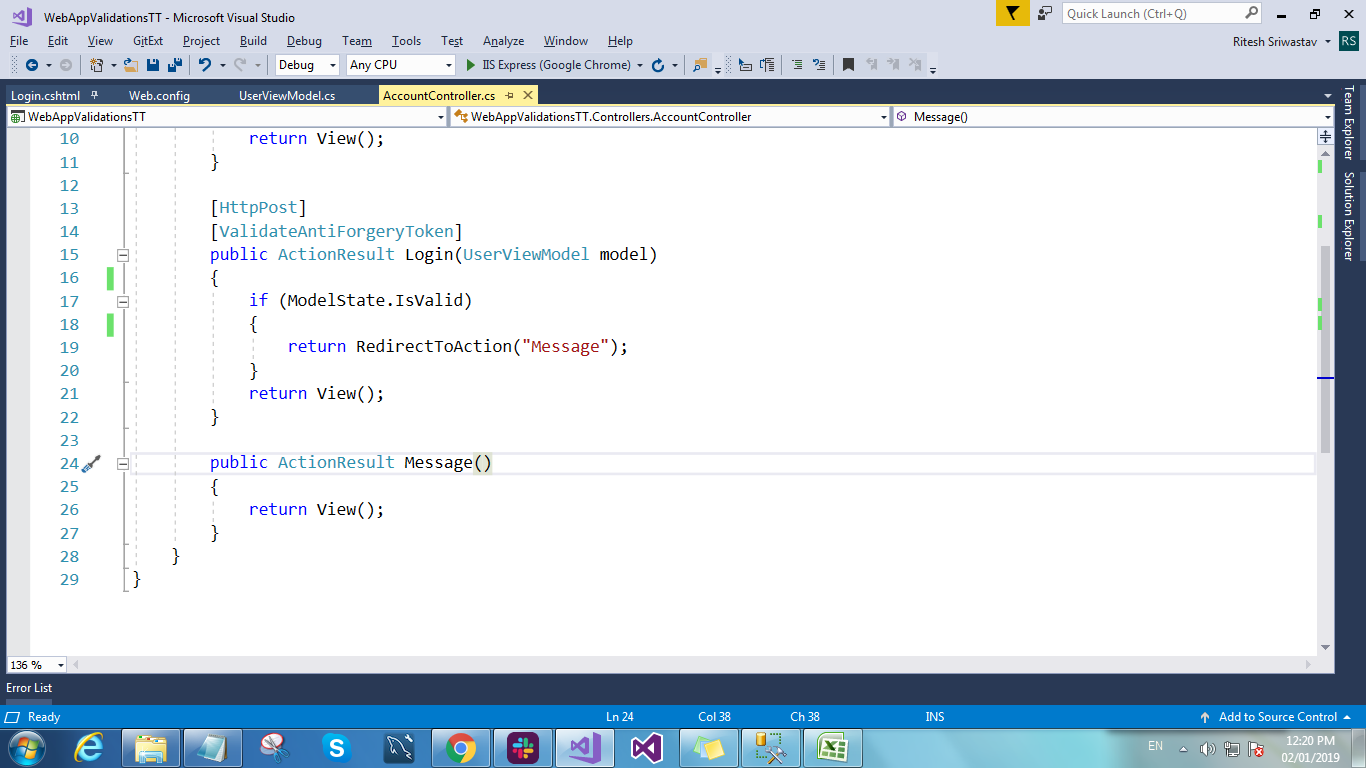 WebAppValidationsTT - Microsoft Visual Studio
Quick Launch (Ctrl+Q)
File Edit View GitExt Project Build Debug Team Tools Test Analyze Window Help
Ritesh Sriwastav RS
Debug Any CPU IIS Express (Google Chrome)
Login.cshtml Web.config UserViewModel.cs AccountController.cs
WebAppValidationsTT WebAppValidationsTT.Controllers.AccountController Message()
10 return View();
11 }
12
13 [HttpPost]
14 [ValidateAntiForgeryToken]
15 public ActionResult Login(UserViewModel model)
16 {
17 if (ModelState.IsValid)
18 {
19 return RedirectToAction("Message");
20 }
21 return View();
22 }
23
24 public ActionResult Message()
25 {
26 return View();
27 }
28 }
29 }
Team Explorer
Solution Explorer
136 %
Error List
Ready Ln 24 Col 38 Ch 38 INS Add to Source Control
EN
12:20 PM
02/01/2019